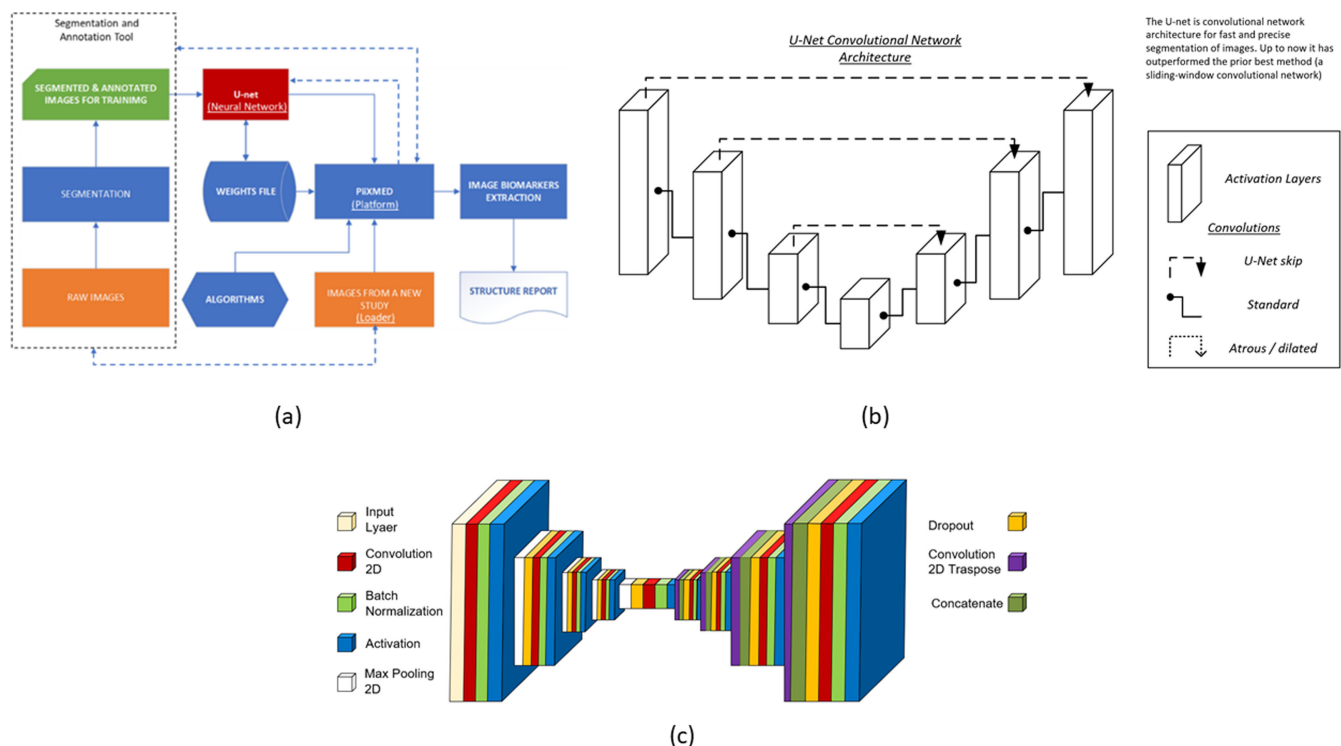 Segmentation and
Annotation Tool
SEGMENTED & ANNOTATED
IMAGES FOR TRAINIMG
U-net
(Neural Network)
SEGMENTATION
WEIGHTS FILE
PIiXMED
(Platform)
IMAGE BIOMARKERS
EXTRACTION
RAW IMAGES
ALGORITHMS
IMAGES FROM A NEW
STUDY
(Loader)
STRUCTURE REPORT
(a)
U-Net Convolutional Network
Architecture
The U-net is convolutional network
architecture for fast and precise
segmentation of images. Up to now it has
outperformed the prior best method (a
sliding-window convolutional network)
Activation Layers
Convolutions
U-Net skip
Standard
Atrous / dilated
(b)
Input
Lyaer
Convolution
2D
Batch
Normalization
Activation
Max Pooling
2D
Dropout
Convolution
2D Traspose
Concatenate
(c)